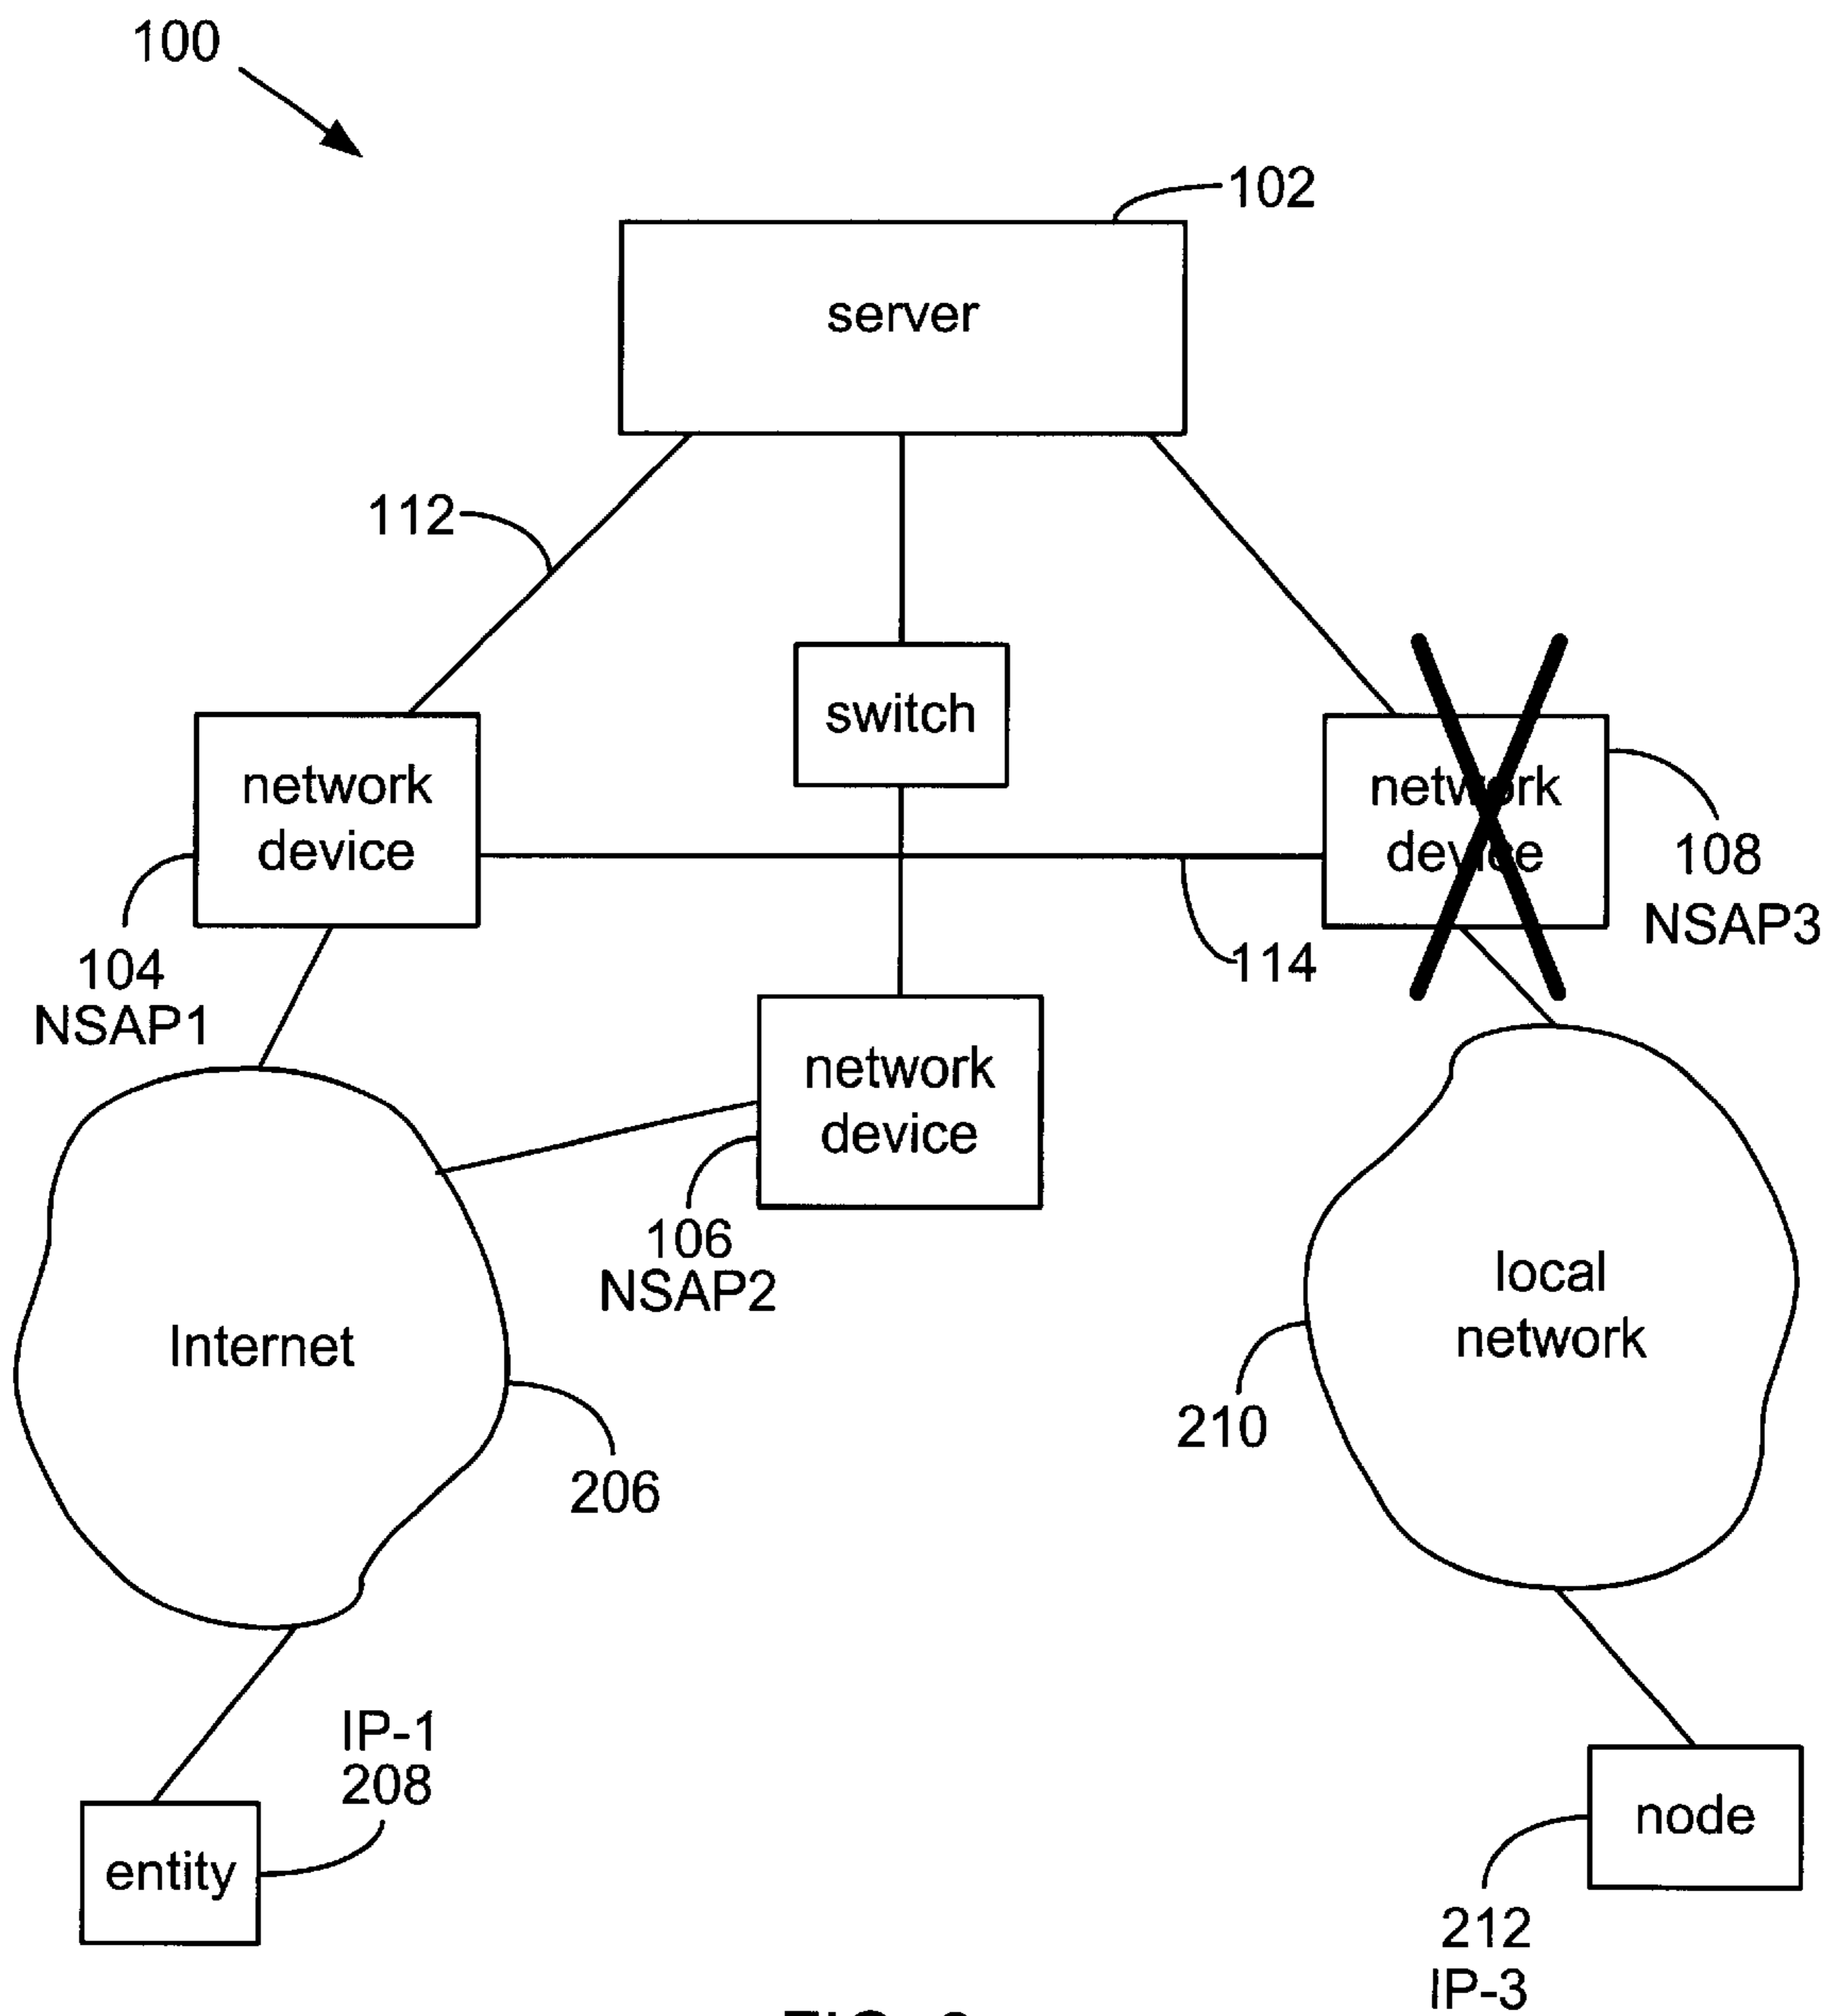 100
102
server
112
switch
network
device
network
device
104
NSAP1
108
NSAP3
114
network
device
106
NSAP2
Internet
206
local
network
210
IP-1
208
entity
node
212
IP-3